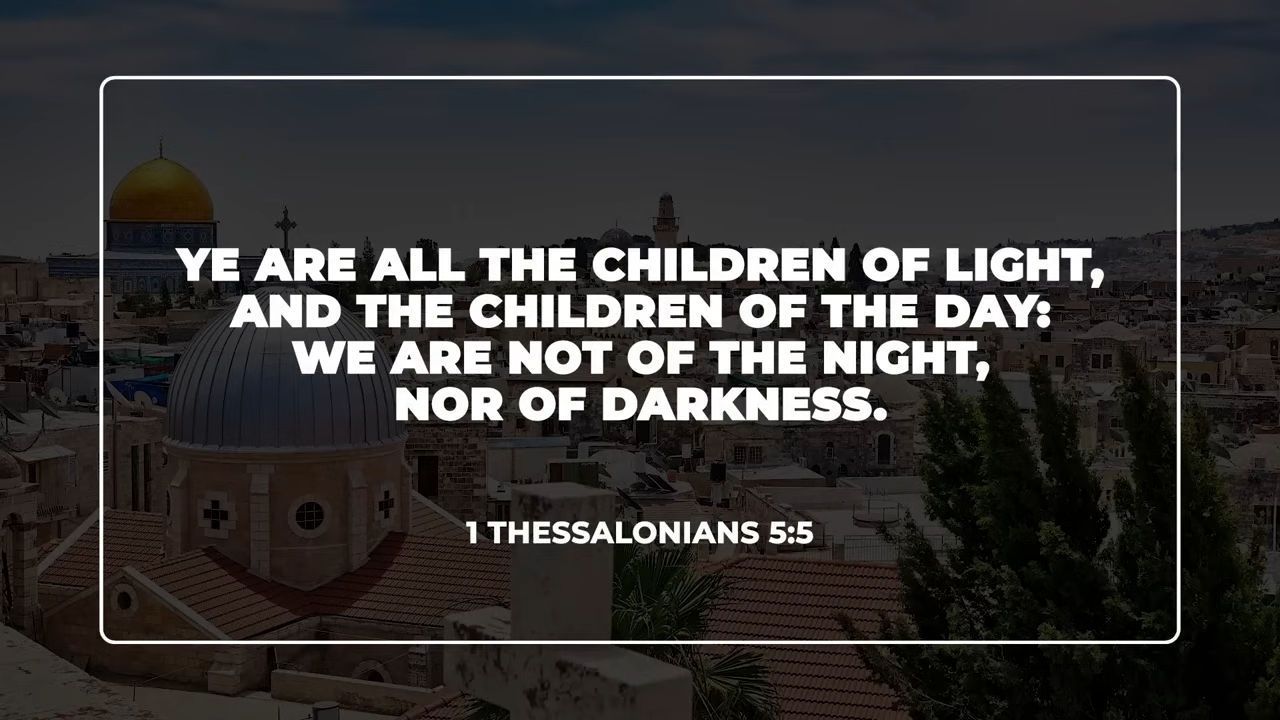 YE ARE ALL THE CHILDREN OF LIGHT,
AND THE CHILDREN OF THE DAY:
WE ARE NOT OF THE NIGHT,
NOR OF DARKNESS.
1 THESSALONIANS 5:5